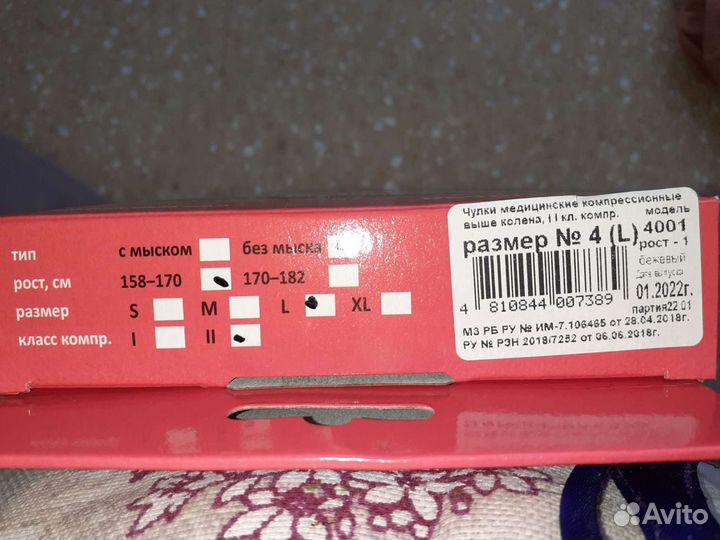 тип с мыском без мыска
рост, см 158–170 170–182
размер S M L XL
класс компр. I II
Чулки медицинские компрессионные
выше колена, II кл. компр. модель
размер № 4 (L) 4001
рост - 1
бежевый
Дата выпуска
01.2022г.
4 810844 007389
партия22.01
МЗ РБ РУ № ИМ-7.106465 от 28.04.2018г.
РУ № РЗН 2018/7252 от 06.06.2018г.
Avito